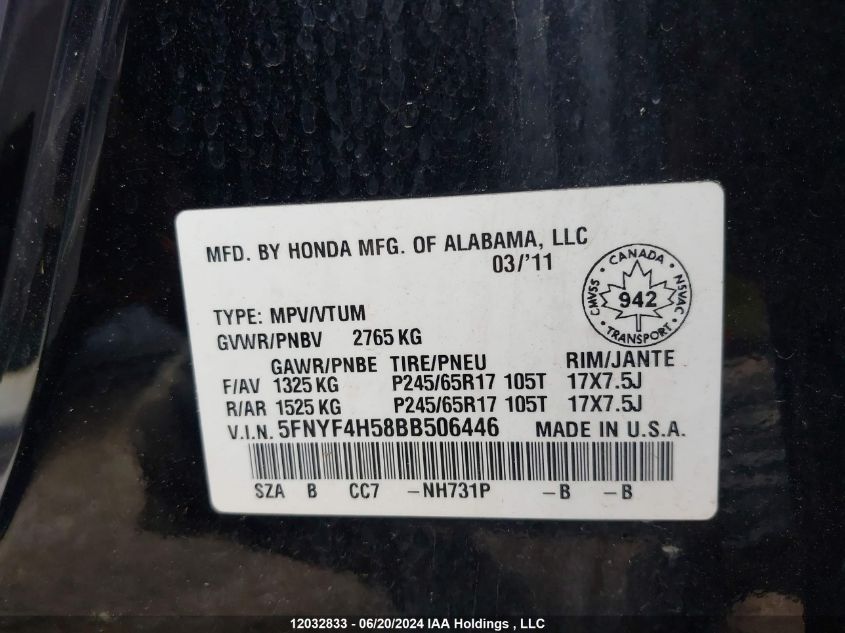 MFD. BY HONDA MFG. OF ALABAMA, LLC
03/'11
CANADA
CMVSS 942 NSVAC
TRANSPORT
TYPE: MPV/VTUM
GVWR/PNBV 2765 KG
GAWR/PNBE TIRE/PNEU RIM/JANTE
F/AV 1325 KG P245/65R17 105T 17X7.5J
R/AR 1525 KG P245/65R17 105T 17X7.5J
V.I.N. 5FNYF4H58BB506446 MADE IN U.S.A.
SZA B CC7 -NH731P -B -B
12032833 - 06/20/2024 IAA Holdings , LLC